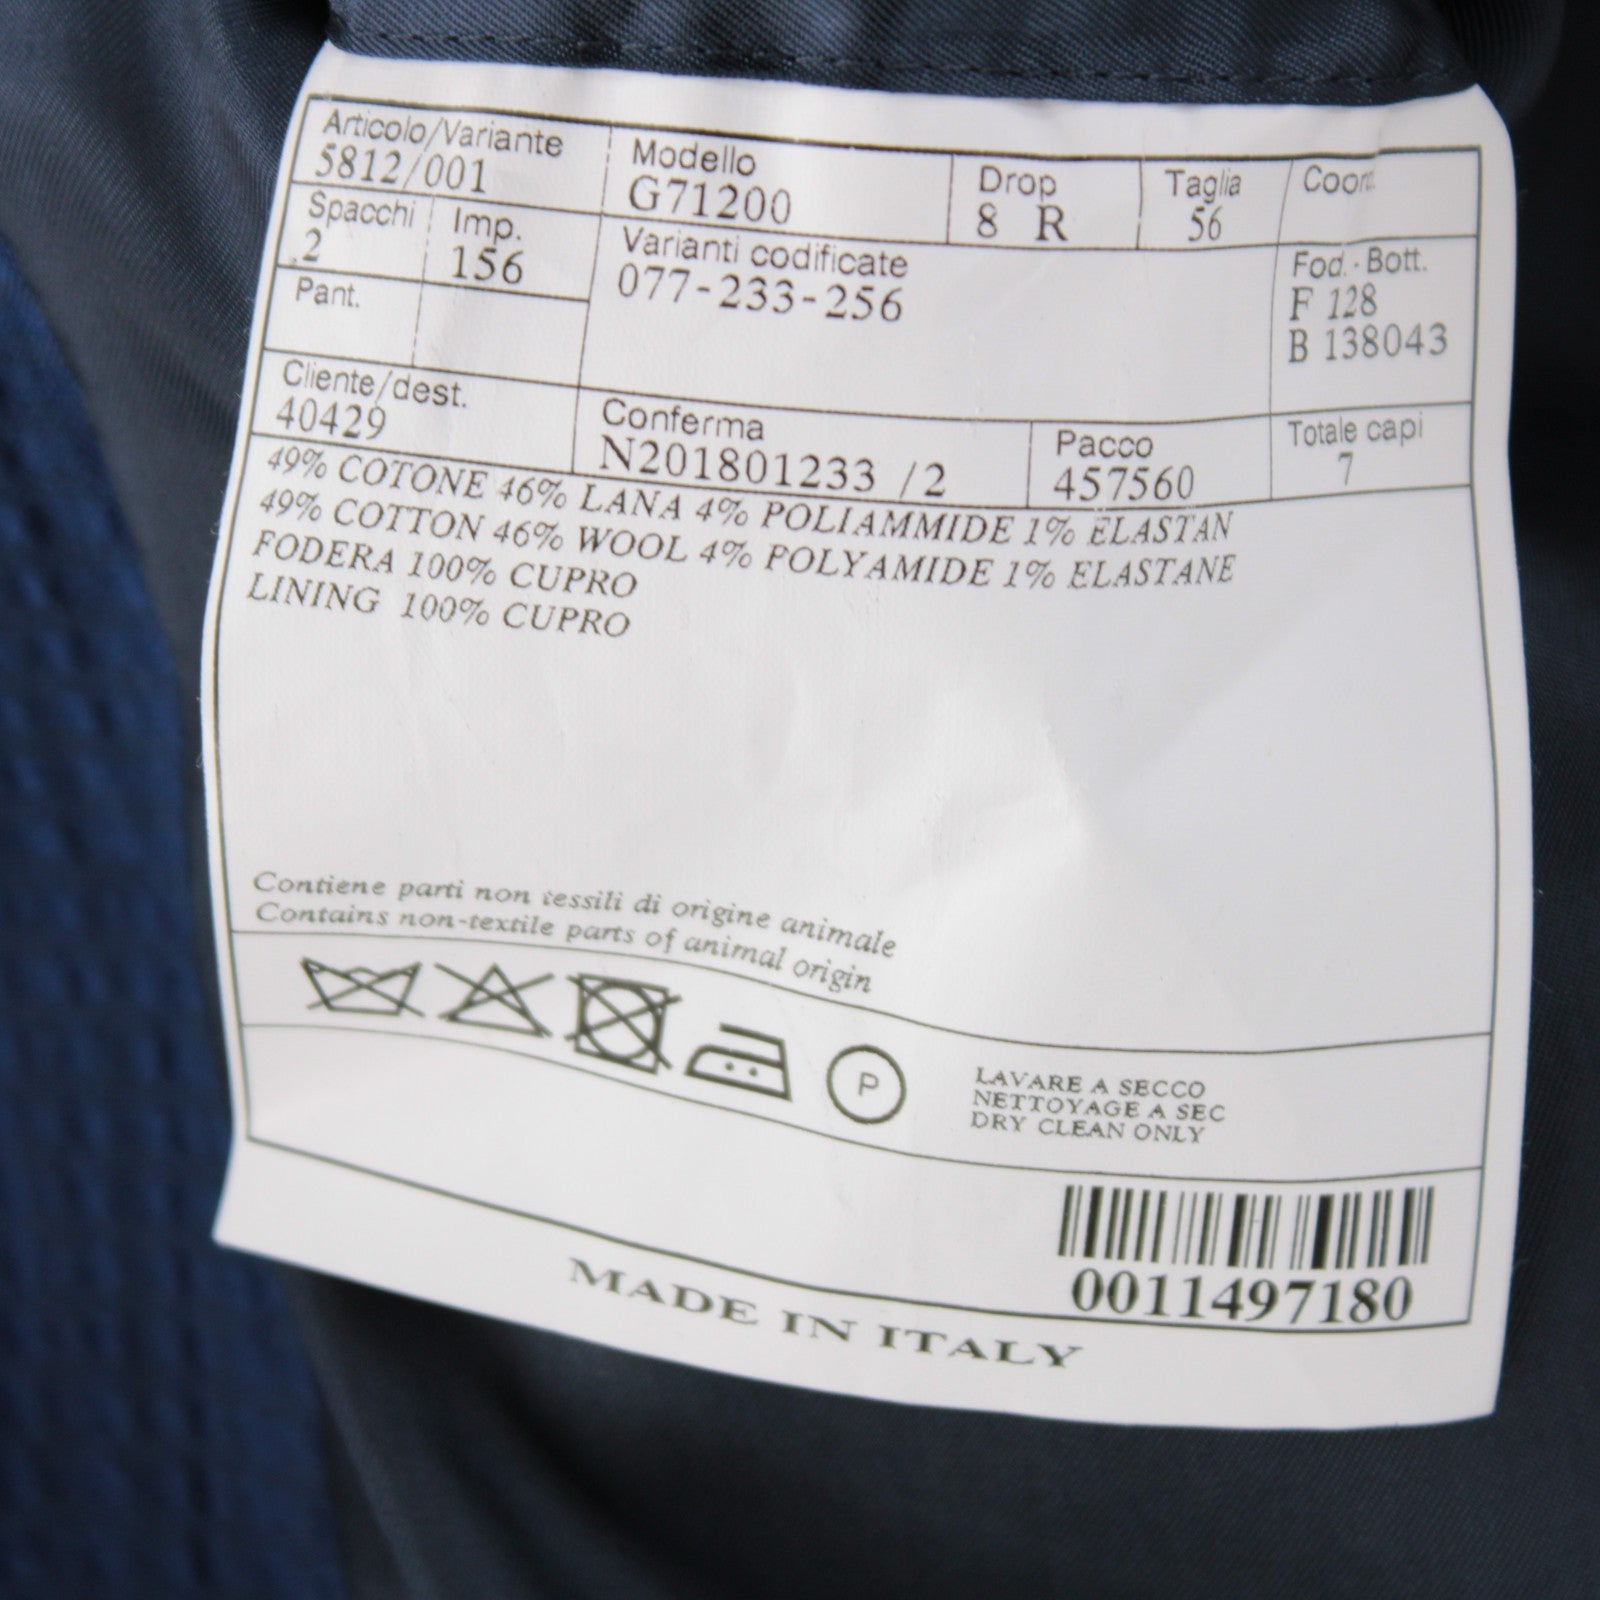 Articolo/Variante
5812/001
Modello
G71200
Drop
8 R
Taglia
56
Coord.
Spacchi
2
Imp.
156
Varianti codificate
077-233-256
Fod. - Bott.
F 128
B 138043
Pant.
Cliente/dest.
40429
Conferma
N201801233 /2
Pacco
457560
Totale capi
7
49% COTONE 46% LANA 4% POLIAMMIDE 1% ELASTAN
49% COTTON 46% WOOL 4% POLYAMIDE 1% ELASTANE
FODERA 100% CUPRO
LINING 100% CUPRO
Contiene parti non tessili di origine animale
Contains non-textile parts of animal origin
P
LAVARE A SECCO
NETTOYAGE A SEC
DRY CLEAN ONLY
0011497180
MADE IN ITALY